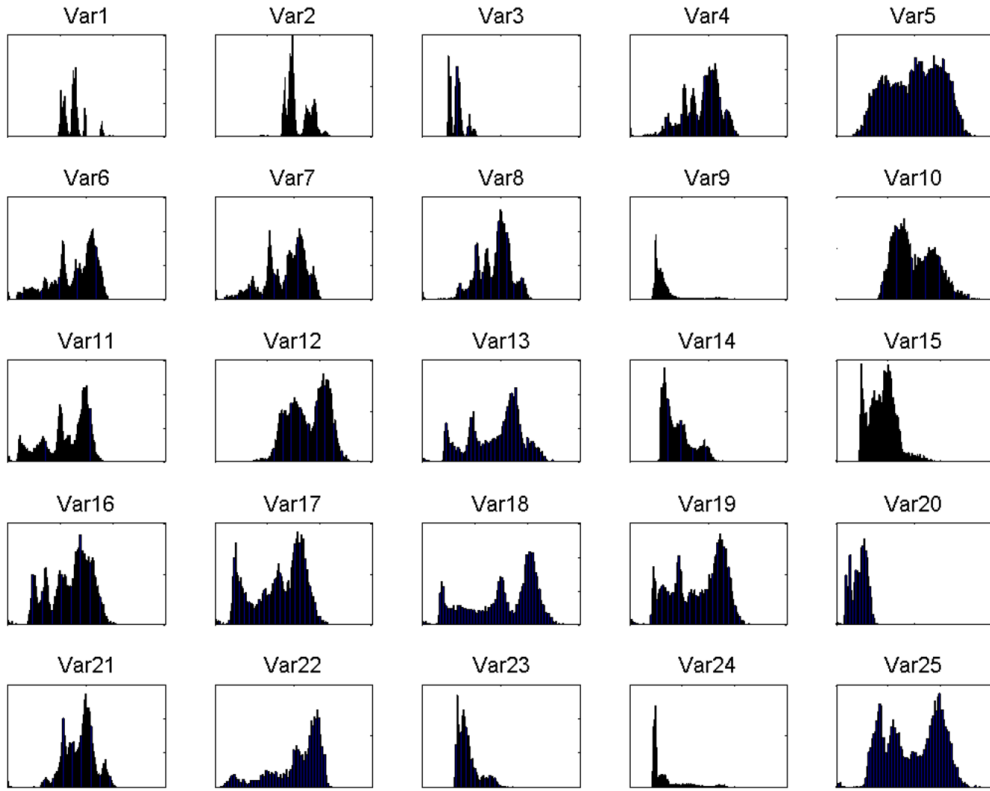 Var1 Var2 Var3 Var4 Var5
Var6 Var7 Var8 Var9 Var10
Var11 Var12 Var13 Var14 Var15
Var16 Var17 Var18 Var19 Var20
Var21 Var22 Var23 Var24 Var25